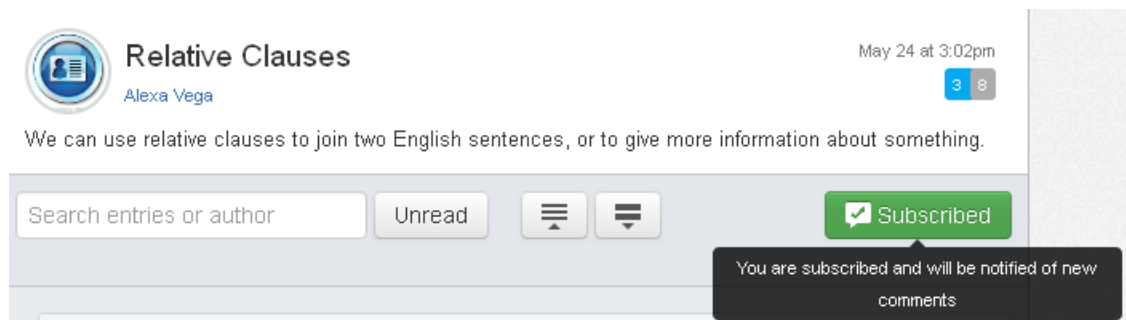 Relative Clauses
May 24 at 3:02pm
Alexa Vega
3 8
We can use relative clauses to join two English sentences, or to give more information about something.
Search entries or author
Unread
Subscribed
You are subscribed and will be notified of new
comments